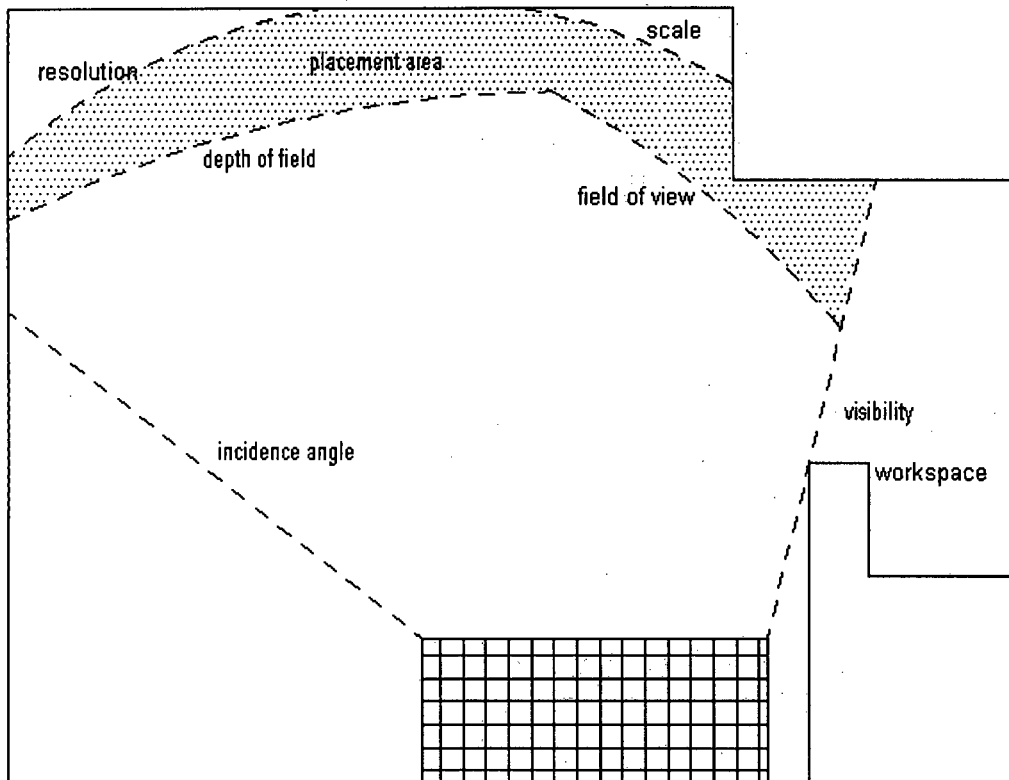 scale
placement area
resolution
depth of field
field of view
visibility
incidence angle
workspace